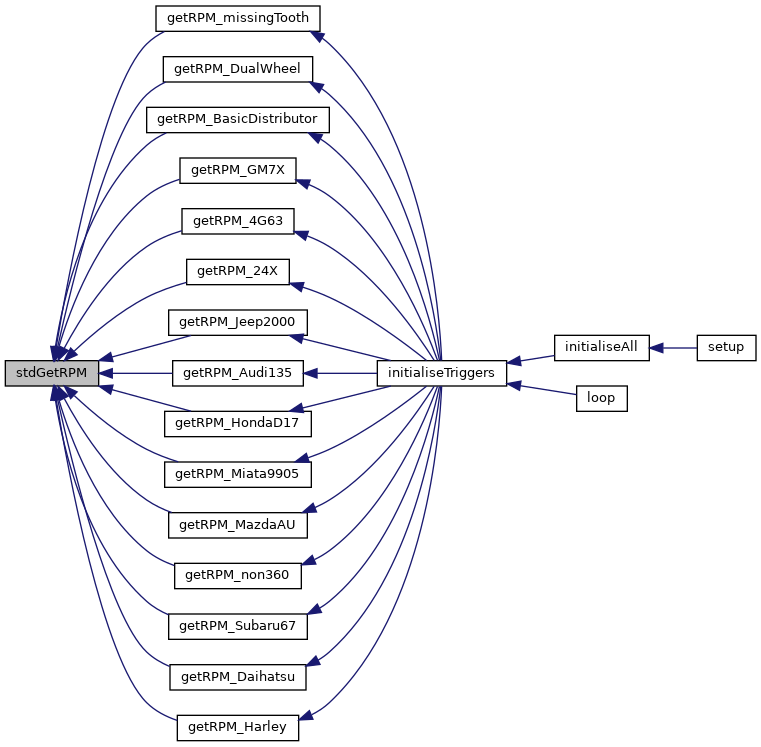 getRPM_missingTooth
getRPM_DualWheel
getRPM_BasicDistributor
getRPM_GM7X
getRPM_4G63
getRPM_24X
getRPM_Jeep2000
initialiseAll
setup
stdGetRPM
getRPM_Audi135
initialiseTriggers
loop
getRPM_HondaD17
getRPM_Miata9905
getRPM_MazdaAU
getRPM_non360
getRPM_Subaru67
getRPM_Daihatsu
getRPM_Harley